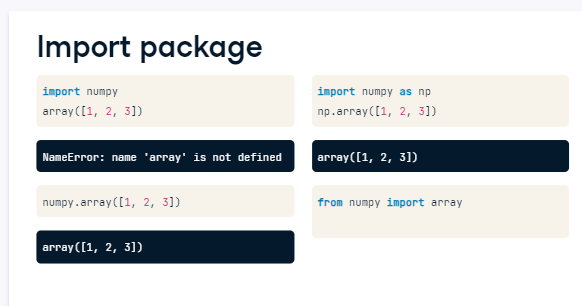 Import package
import numpy
array([1, 2, 3])
NameError: name 'array' is not defined
numpy.array([1, 2, 3])
array([1, 2, 3])
import numpy as np
np.array([1, 2, 3])
array([1, 2, 3])
from numpy import array